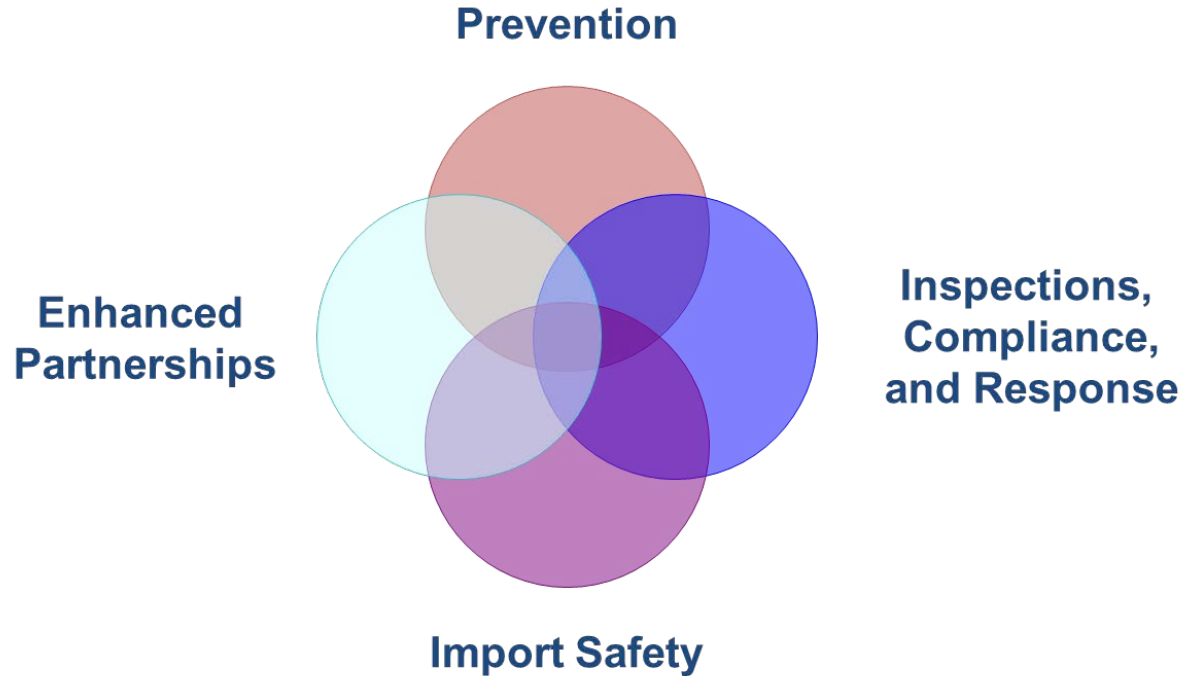 Prevention
Enhanced
Partnerships
Inspections,
Compliance,
and Response
Import Safety